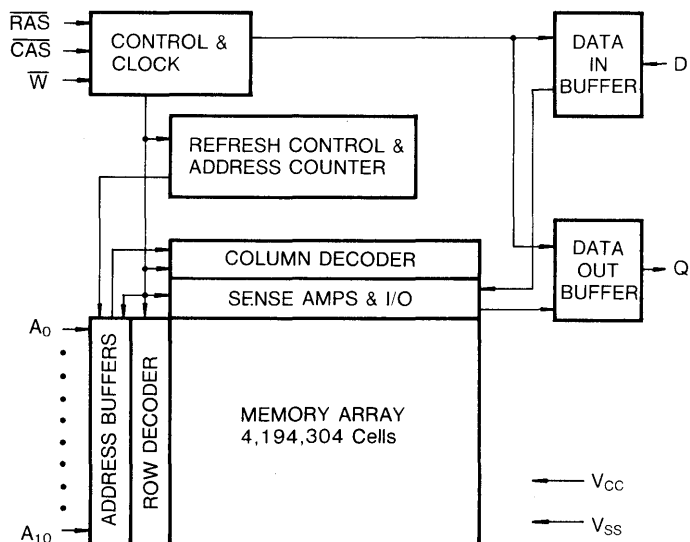 RAS
CAS
W
CONTROL &
CLOCK
DATA
IN
BUFFER
D
REFRESH CONTROL &
ADDRESS COUNTER
COLUMN DECODER
SENSE AMPS & I/O
DATA
OUT
BUFFER
Q
A0
A10
ADDRESS BUFFERS
ROW DECODER
MEMORY ARRAY
4,194,304 Cells
VCC
VSS